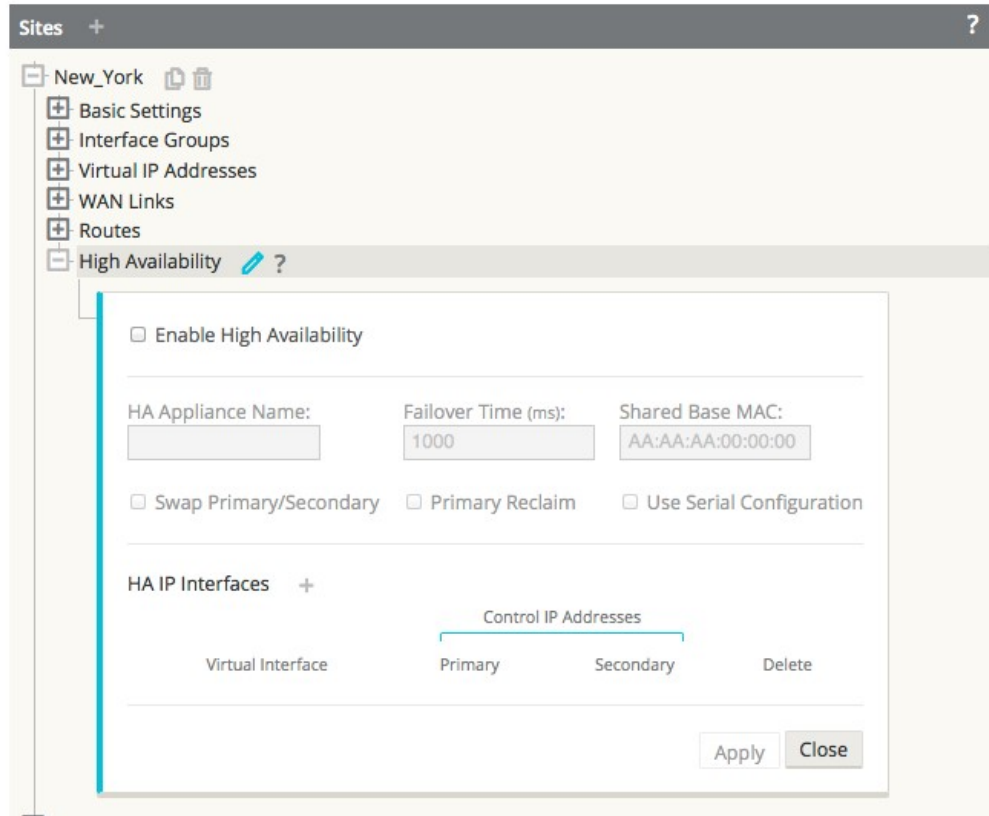 Sites + ?
New_York
Basic Settings
Interface Groups
Virtual IP Addresses
WAN Links
Routes
High Availability ?
Enable High Availability
HA Appliance Name: Failover Time (ms): Shared Base MAC:
1000 AA:AA:AA:00:00:00
Swap Primary/Secondary Primary Reclaim Use Serial Configuration
HA IP Interfaces +
Control IP Addresses
Virtual Interface Primary Secondary Delete
Apply Close